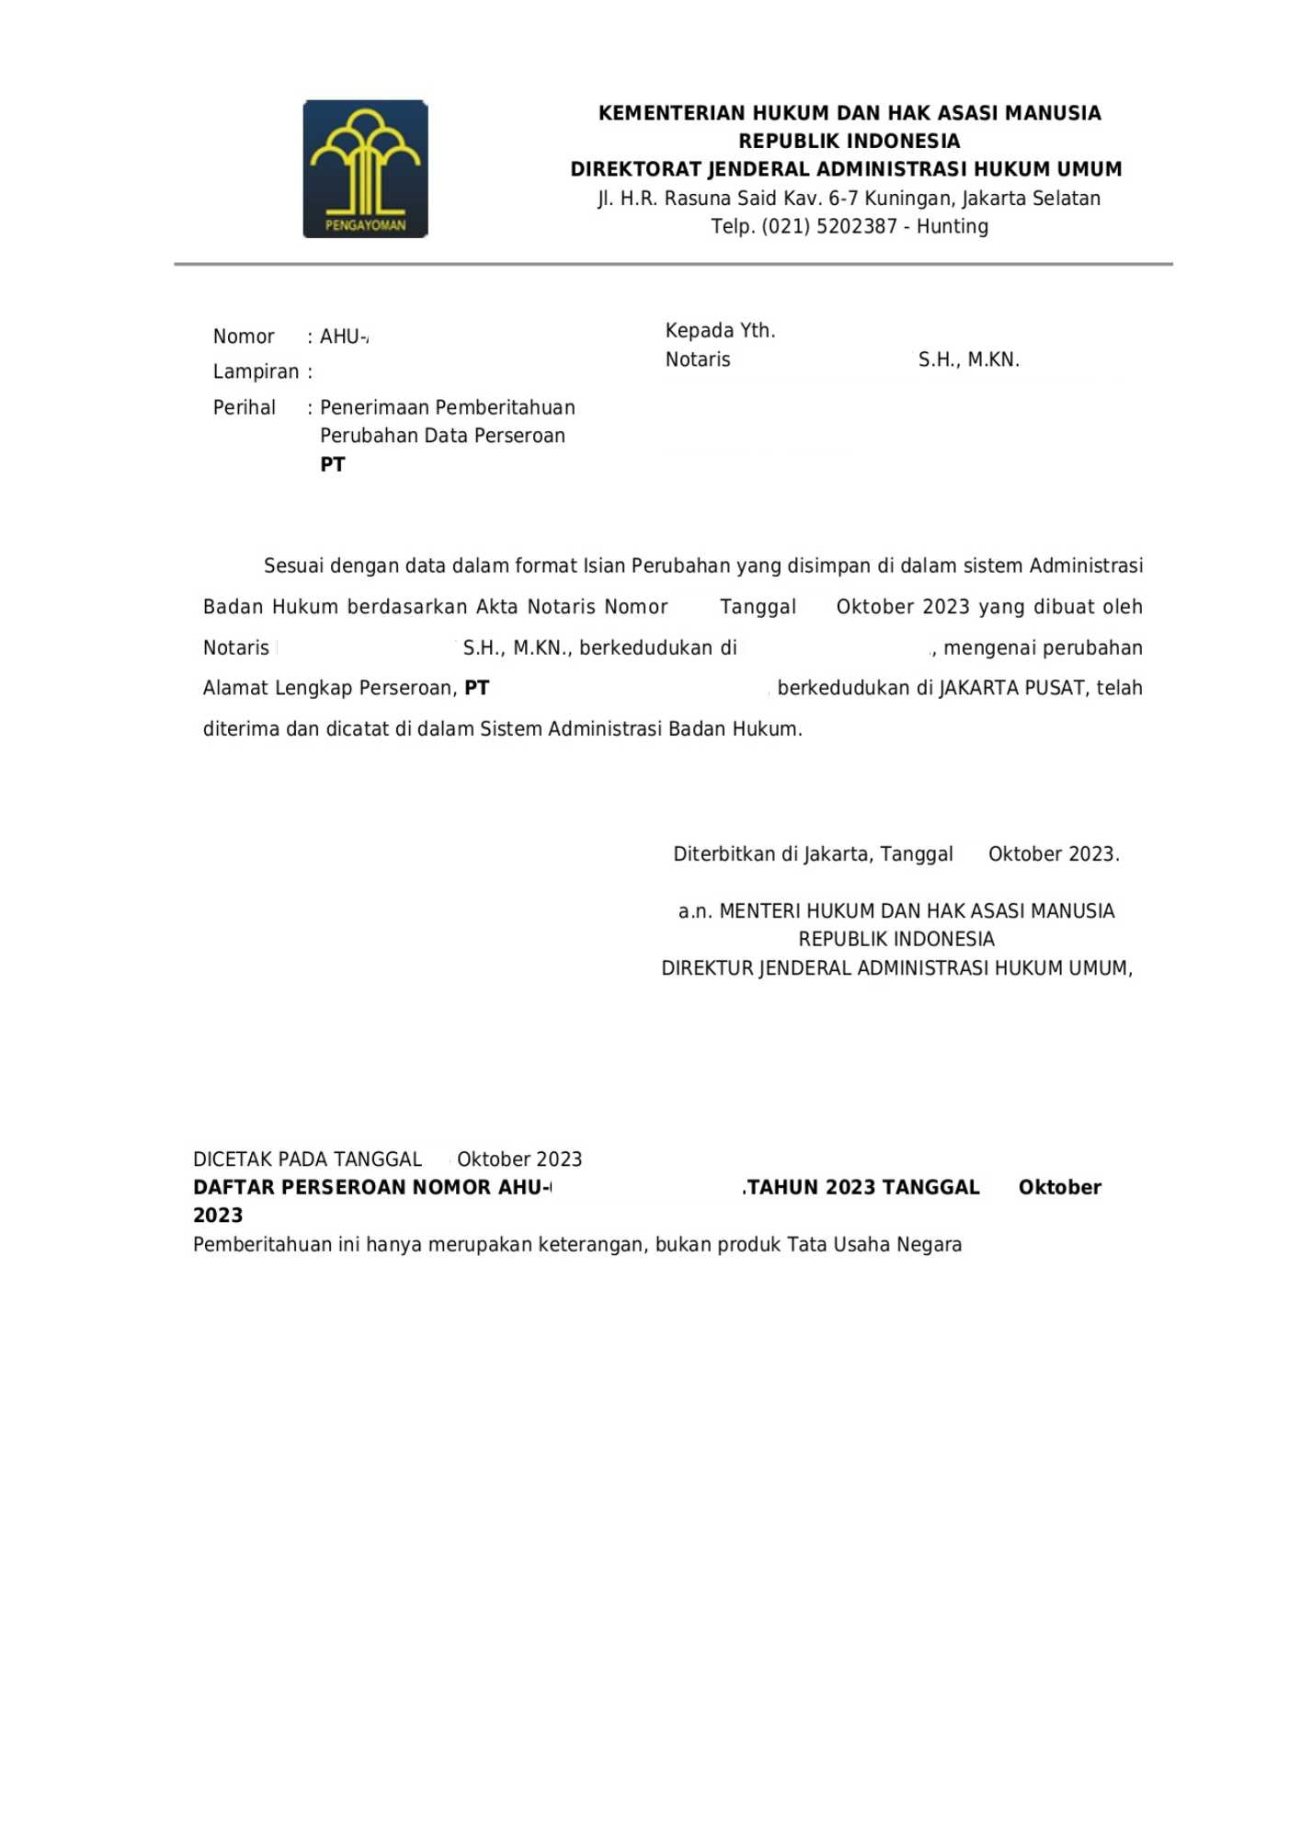 PENGAYOMAN
KEMENTERIAN HUKUM DAN HAK ASASI MANUSIA
REPUBLIK INDONESIA
DIREKTORAT JENDERAL ADMINISTRASI HUKUM UMUM
Jl. H.R. Rasuna Said Kav. 6-7 Kuningan, Jakarta Selatan
Telp. (021) 5202387 - Hunting
Nomor : AHU-
Lampiran :
Perihal : Penerimaan Pemberitahuan
Perubahan Data Perseroan
PT
Kepada Yth.
Notaris S.H., M.KN.
Sesuai dengan data dalam format Isian Perubahan yang disimpan di dalam sistem Administrasi
Badan Hukum berdasarkan Akta Notaris Nomor Tanggal Oktober 2023 yang dibuat oleh
Notaris S.H., M.KN., berkedudukan di , mengenai perubahan
Alamat Lengkap Perseroan, PT berkedudukan di JAKARTA PUSAT, telah
diterima dan dicatat di dalam Sistem Administrasi Badan Hukum.
Diterbitkan di Jakarta, Tanggal Oktober 2023.
a.n. MENTERI HUKUM DAN HAK ASASI MANUSIA
REPUBLIK INDONESIA
DIREKTUR JENDERAL ADMINISTRASI HUKUM UMUM,
DICETAK PADA TANGGAL Oktober 2023
DAFTAR PERSEROAN NOMOR AHU- .TAHUN 2023 TANGGAL Oktober
2023
Pemberitahuan ini hanya merupakan keterangan, bukan produk Tata Usaha Negara